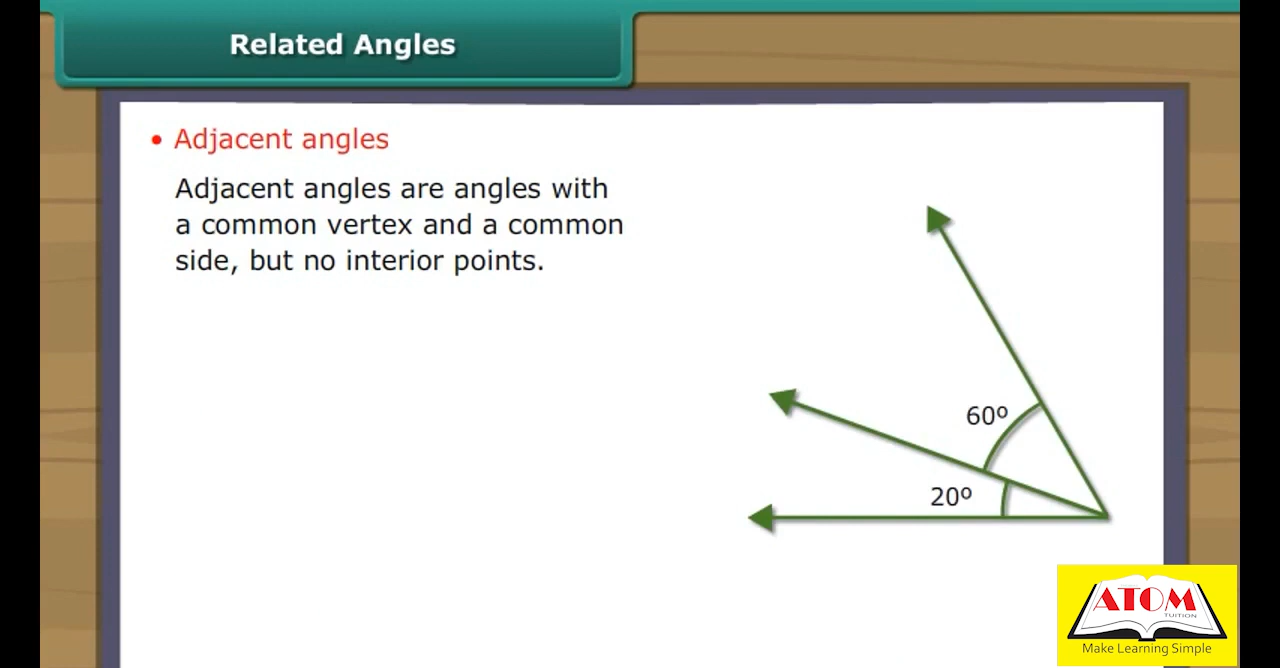 Related Angles
• Adjacent angles
Adjacent angles are angles with
a common vertex and a common
side, but no interior points.
60º
20º
ATOM
TUITION
Make Learning Simple